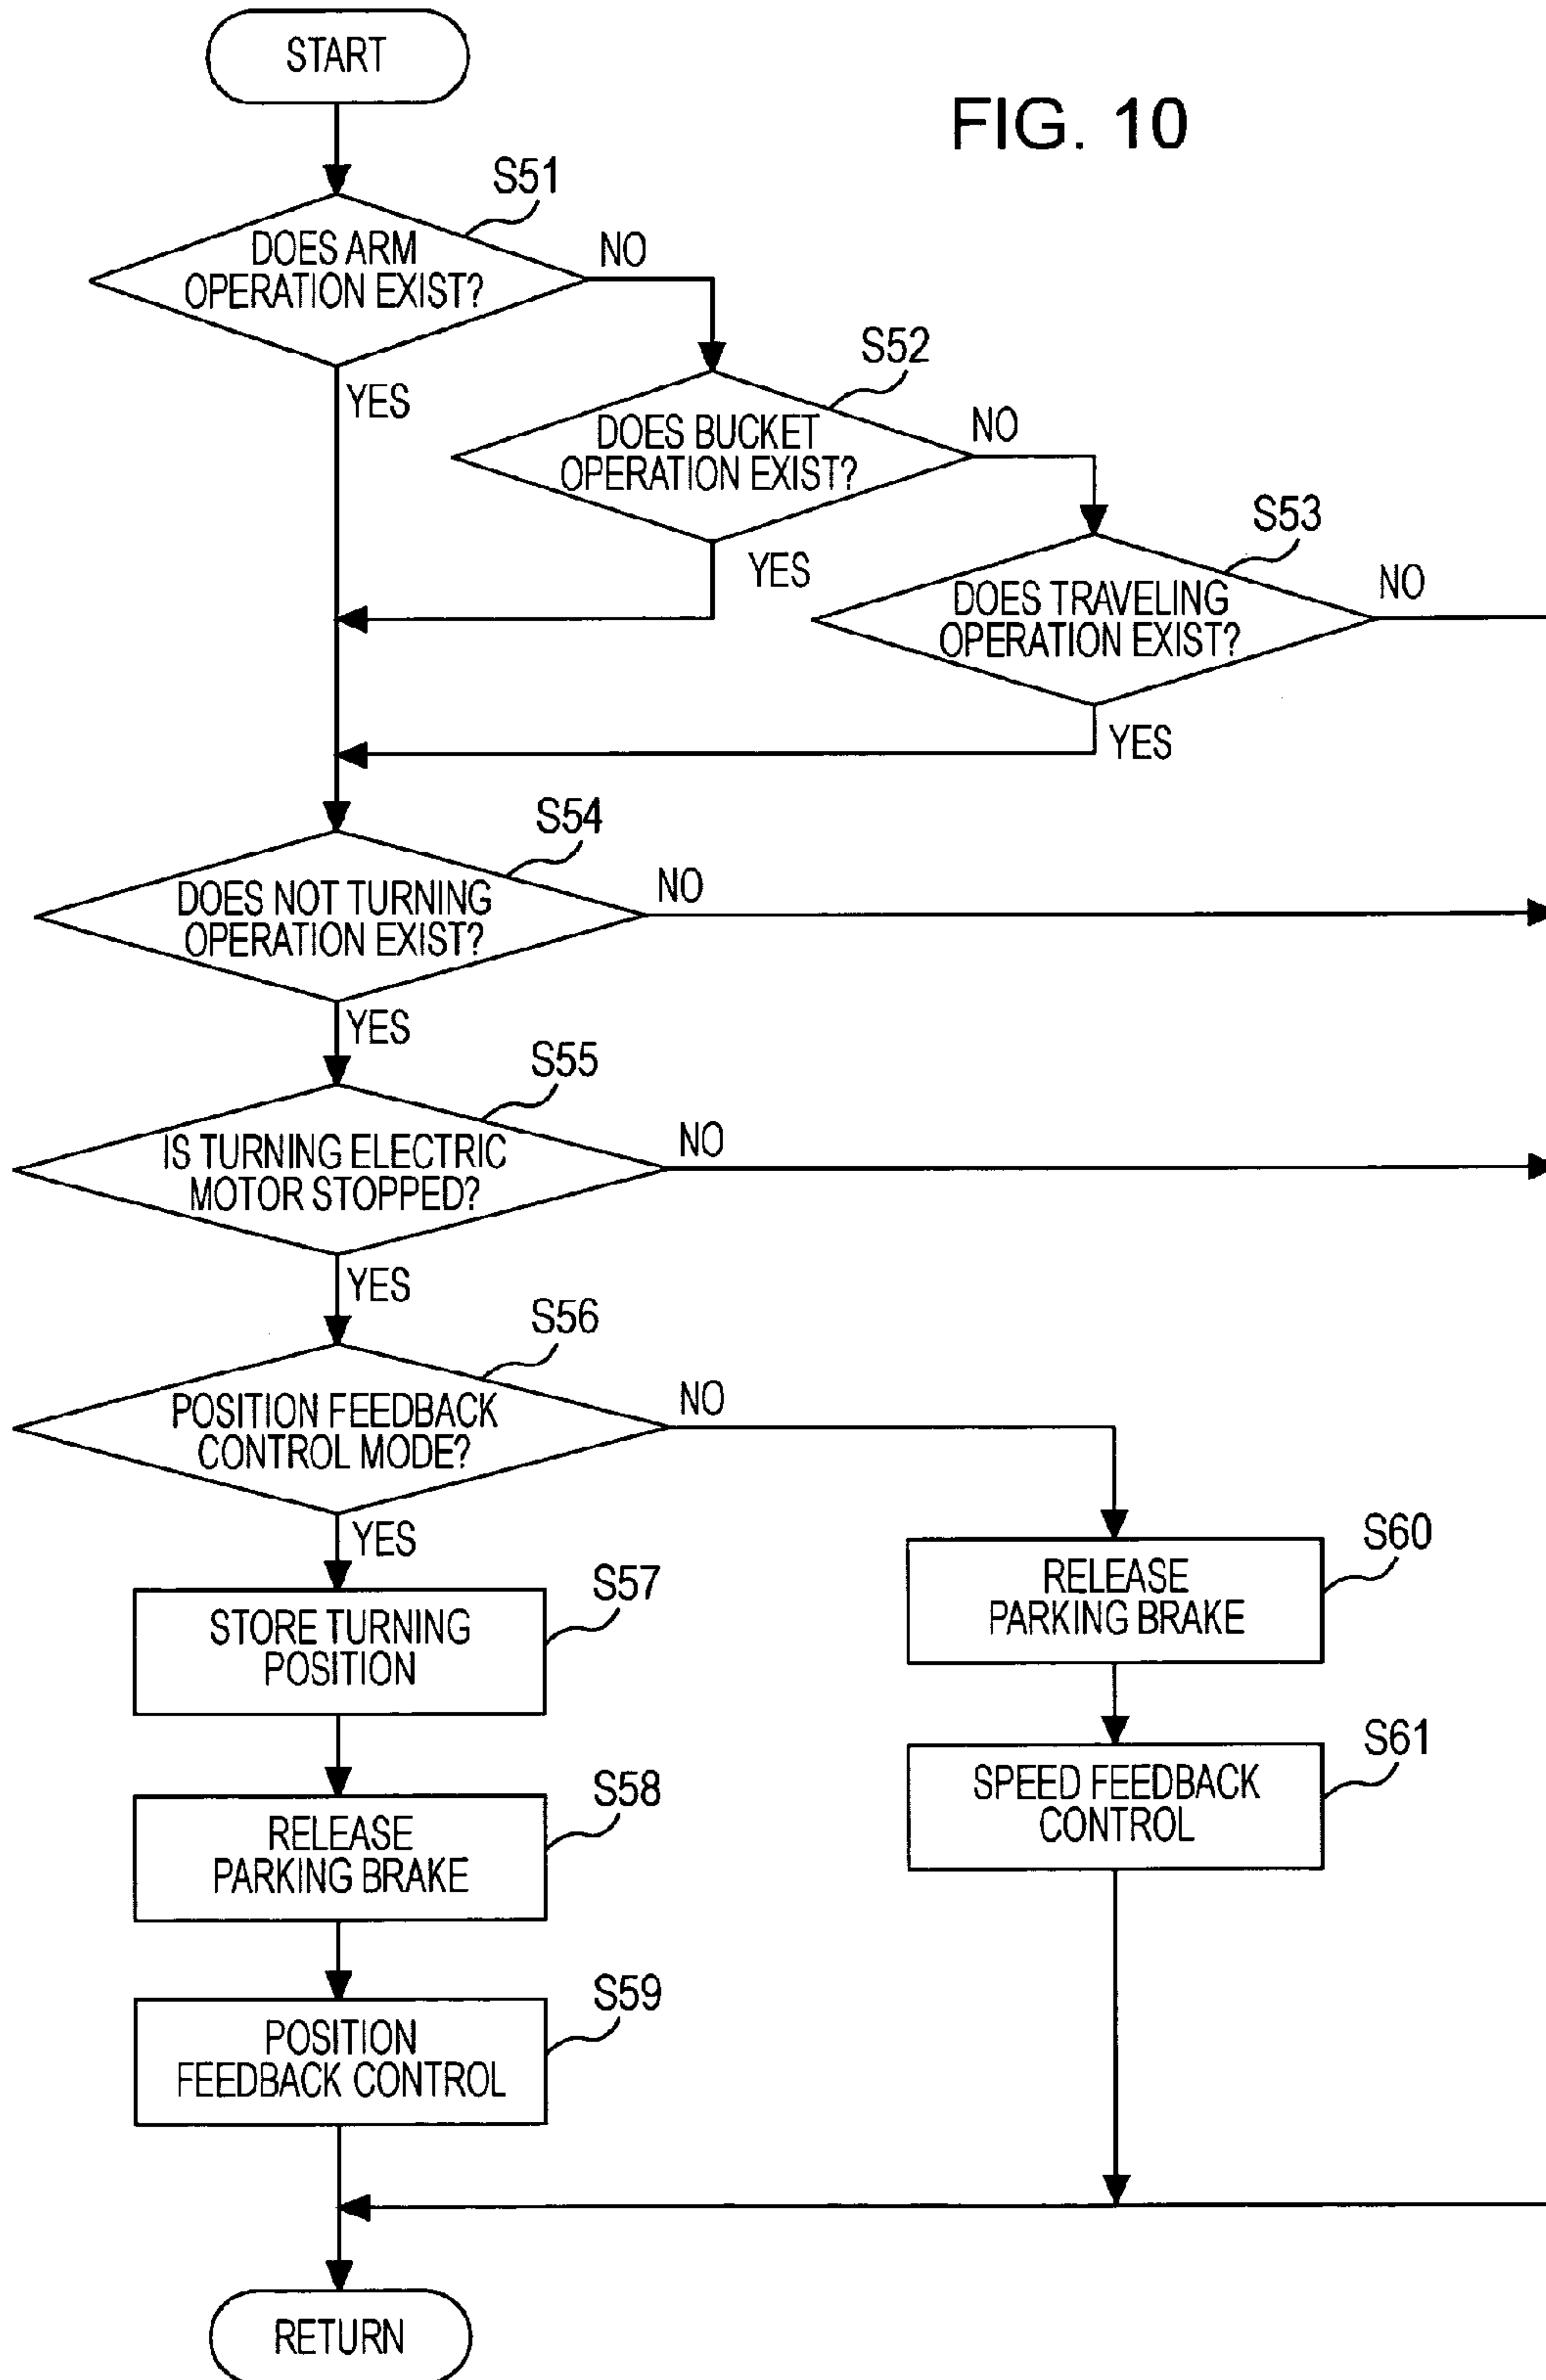 START
FIG. 10
S51
DOES ARM
OPERATION EXIST?
NO
YES
S52
DOES BUCKET
OPERATION EXIST?
NO
YES
S53
DOES TRAVELING
OPERATION EXIST?
NO
YES
S54
DOES NOT TURNING
OPERATION EXIST?
NO
YES
S55
IS TURNING ELECTRIC
MOTOR STOPPED?
NO
YES
S56
POSITION FEEDBACK
CONTROL MODE?
NO
YES
S57
STORE TURNING
POSITION
S58
RELEASE
PARKING BRAKE
S59
POSITION
FEEDBACK CONTROL
S60
RELEASE
PARKING BRAKE
S61
SPEED FEEDBACK
CONTROL
RETURN